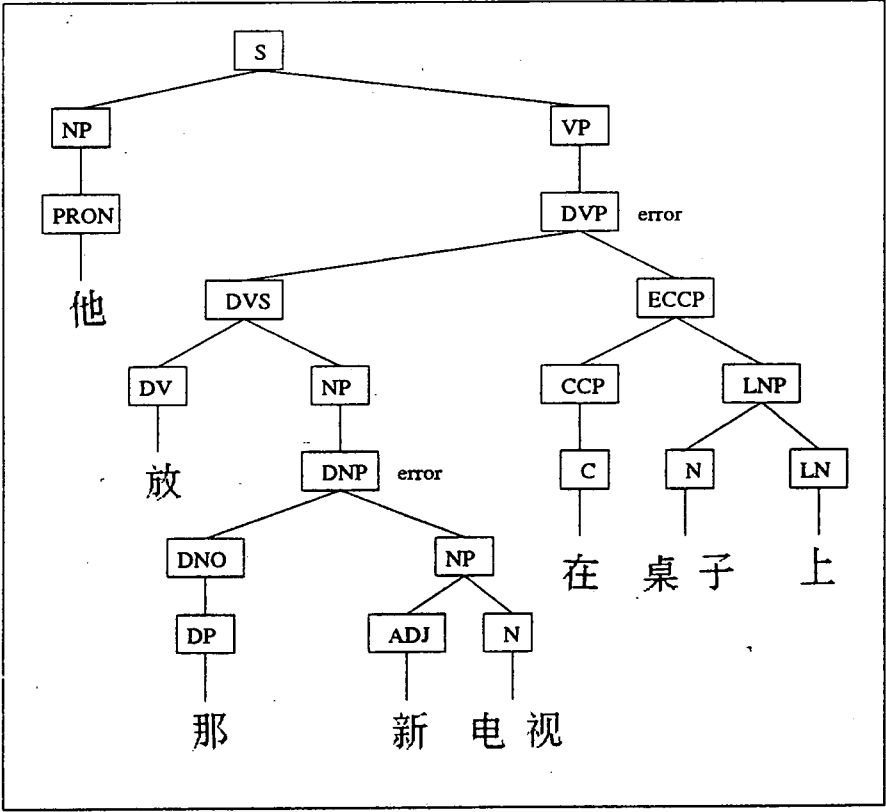 S
NP VP
PRON DVP error
他 DVS ECCP
DV NP CCP LNP
放 DNP error C N LN
DNO NP 在 桌子 上
DP ADJ N
那 新 电视